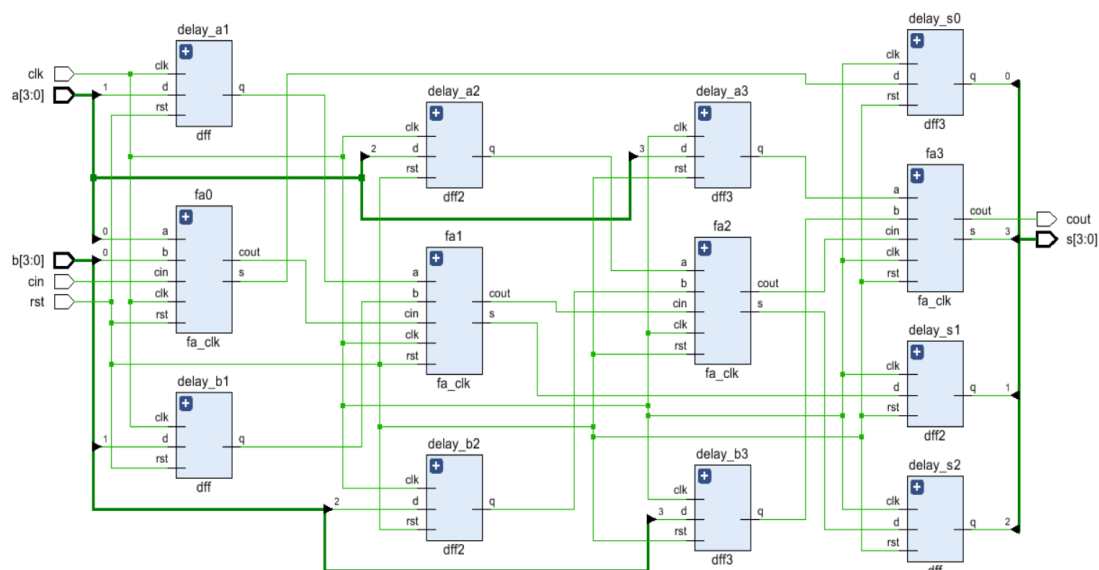 delay_a1
clk
d
rst
q
dff
clk
a[3:0]
1
delay_a2
clk
2
d
rst
q
dff2
delay_a3
clk
3
d
rst
q
dff3
delay_s0
clk
d
rst
q
0
dff3
fa0
0
a
0
b
cin
clk
rst
cout
s
fa_clk
b[3:0]
cin
rst
fa1
a
b
cin
clk
rst
cout
s
fa_clk
fa2
a
b
cin
clk
rst
cout
s
fa_clk
fa3
a
b
cin
clk
rst
cout
s
3
fa_clk
cout
s[3:0]
delay_b1
clk
1
d
rst
q
dff
delay_b2
clk
2
d
rst
q
dff2
delay_b3
clk
3
d
rst
q
dff3
delay_s1
clk
d
rst
q
1
dff2
delay_s2
clk
d
rst
q
2
dff